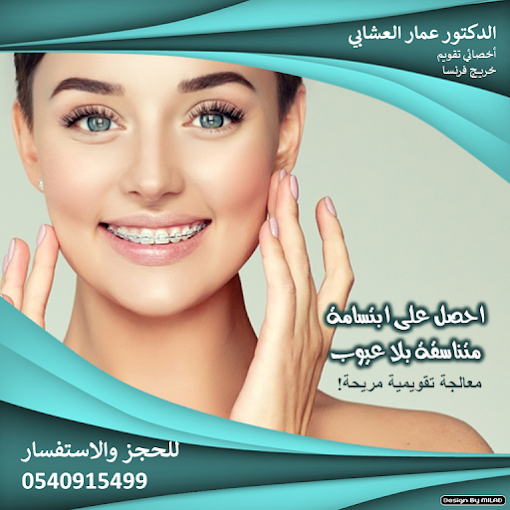 الدكتور عمار العشابي
أخصائي تقويم
خريج فرنسا
احصل على ابتسامة
متناسقة بلا عيوب
معالجة تقويمية مريحة!
للحجز والاستفسار
0540915499
Design By MILAD